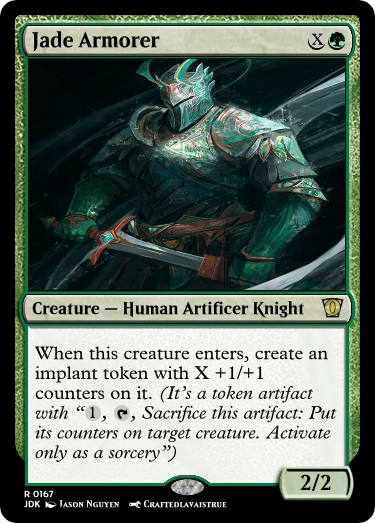 Jade Armorer X
Creature — Human Artificer Knight
When this creature enters, create an
implant token with X +1/+1
counters on it. (It's a token artifact
with “1, , Sacrifice this artifact: Put
its counters on target creature. Activate
only as a sorcery”)
2/2
R 0167
JDK Jason Nguyen Craftedlavaistrue